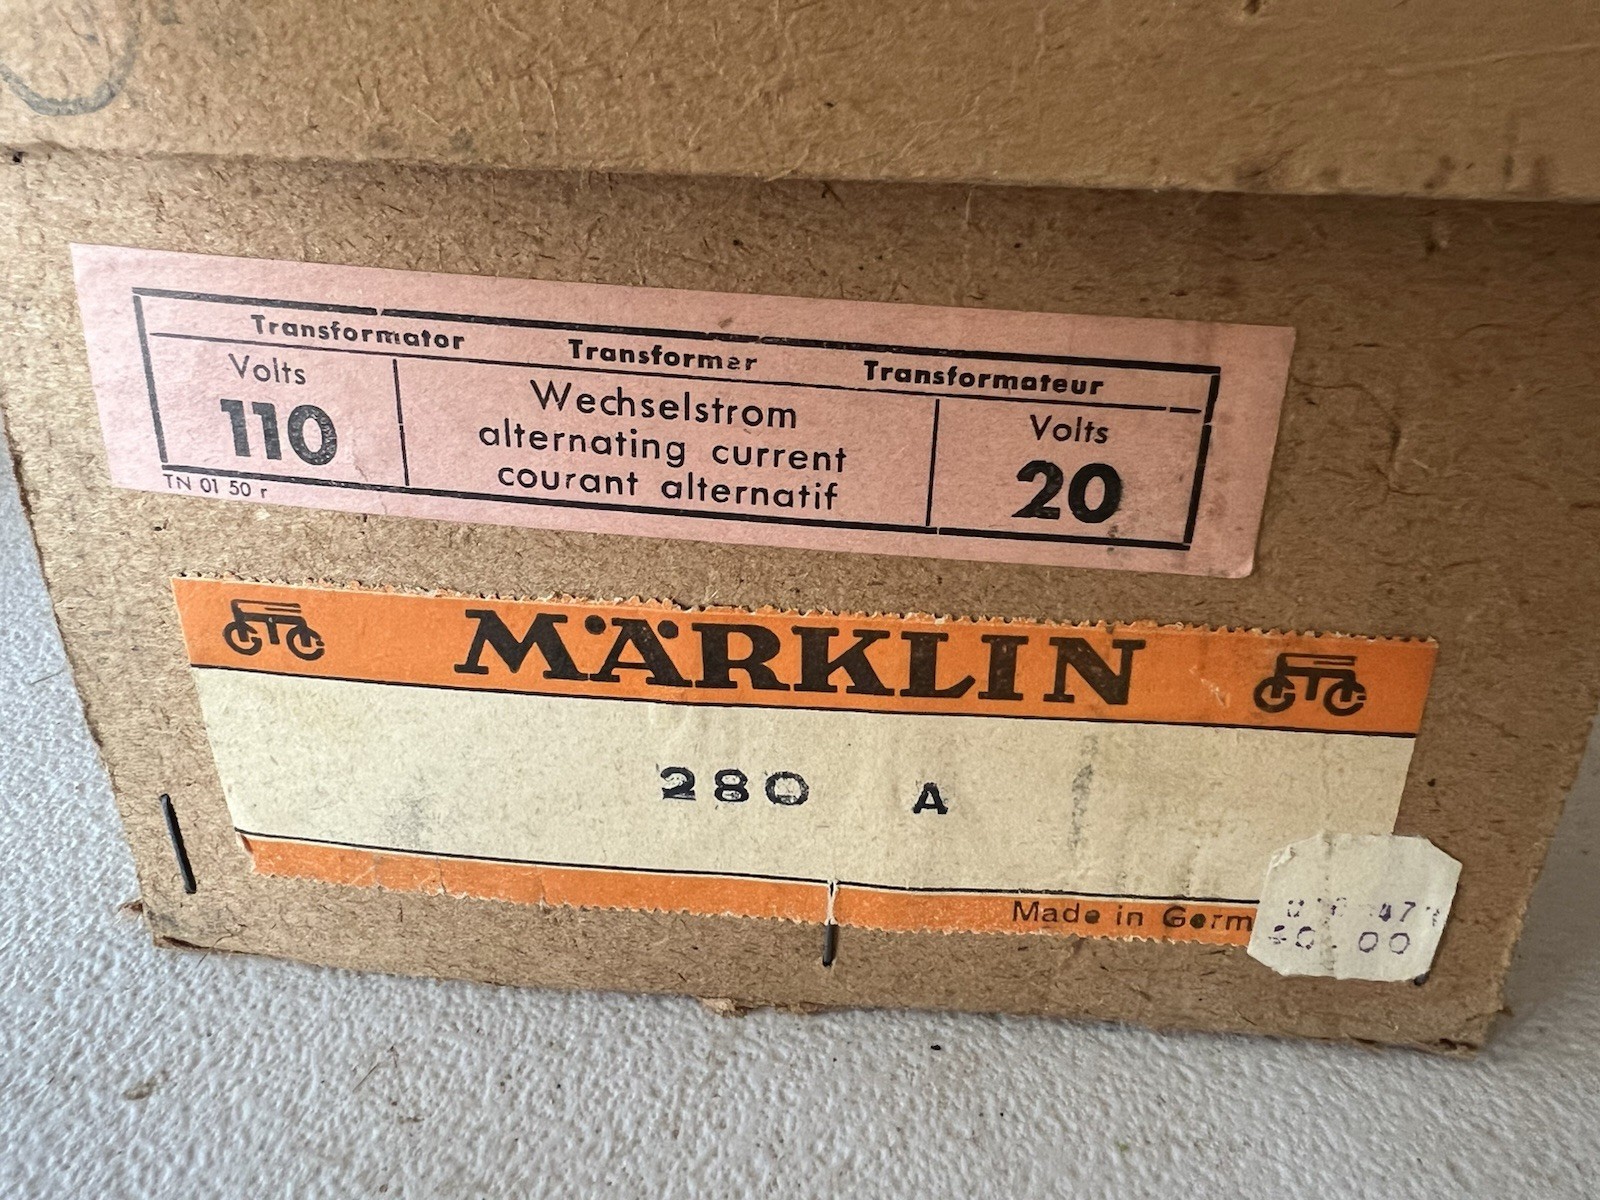 Transformator Transformer Transformateur
Volts
110
Wechselstrom
alternating current
courant alternatif
Volts
20
TN 01 50 r
MÄRKLIN
280 A
Made in Germ